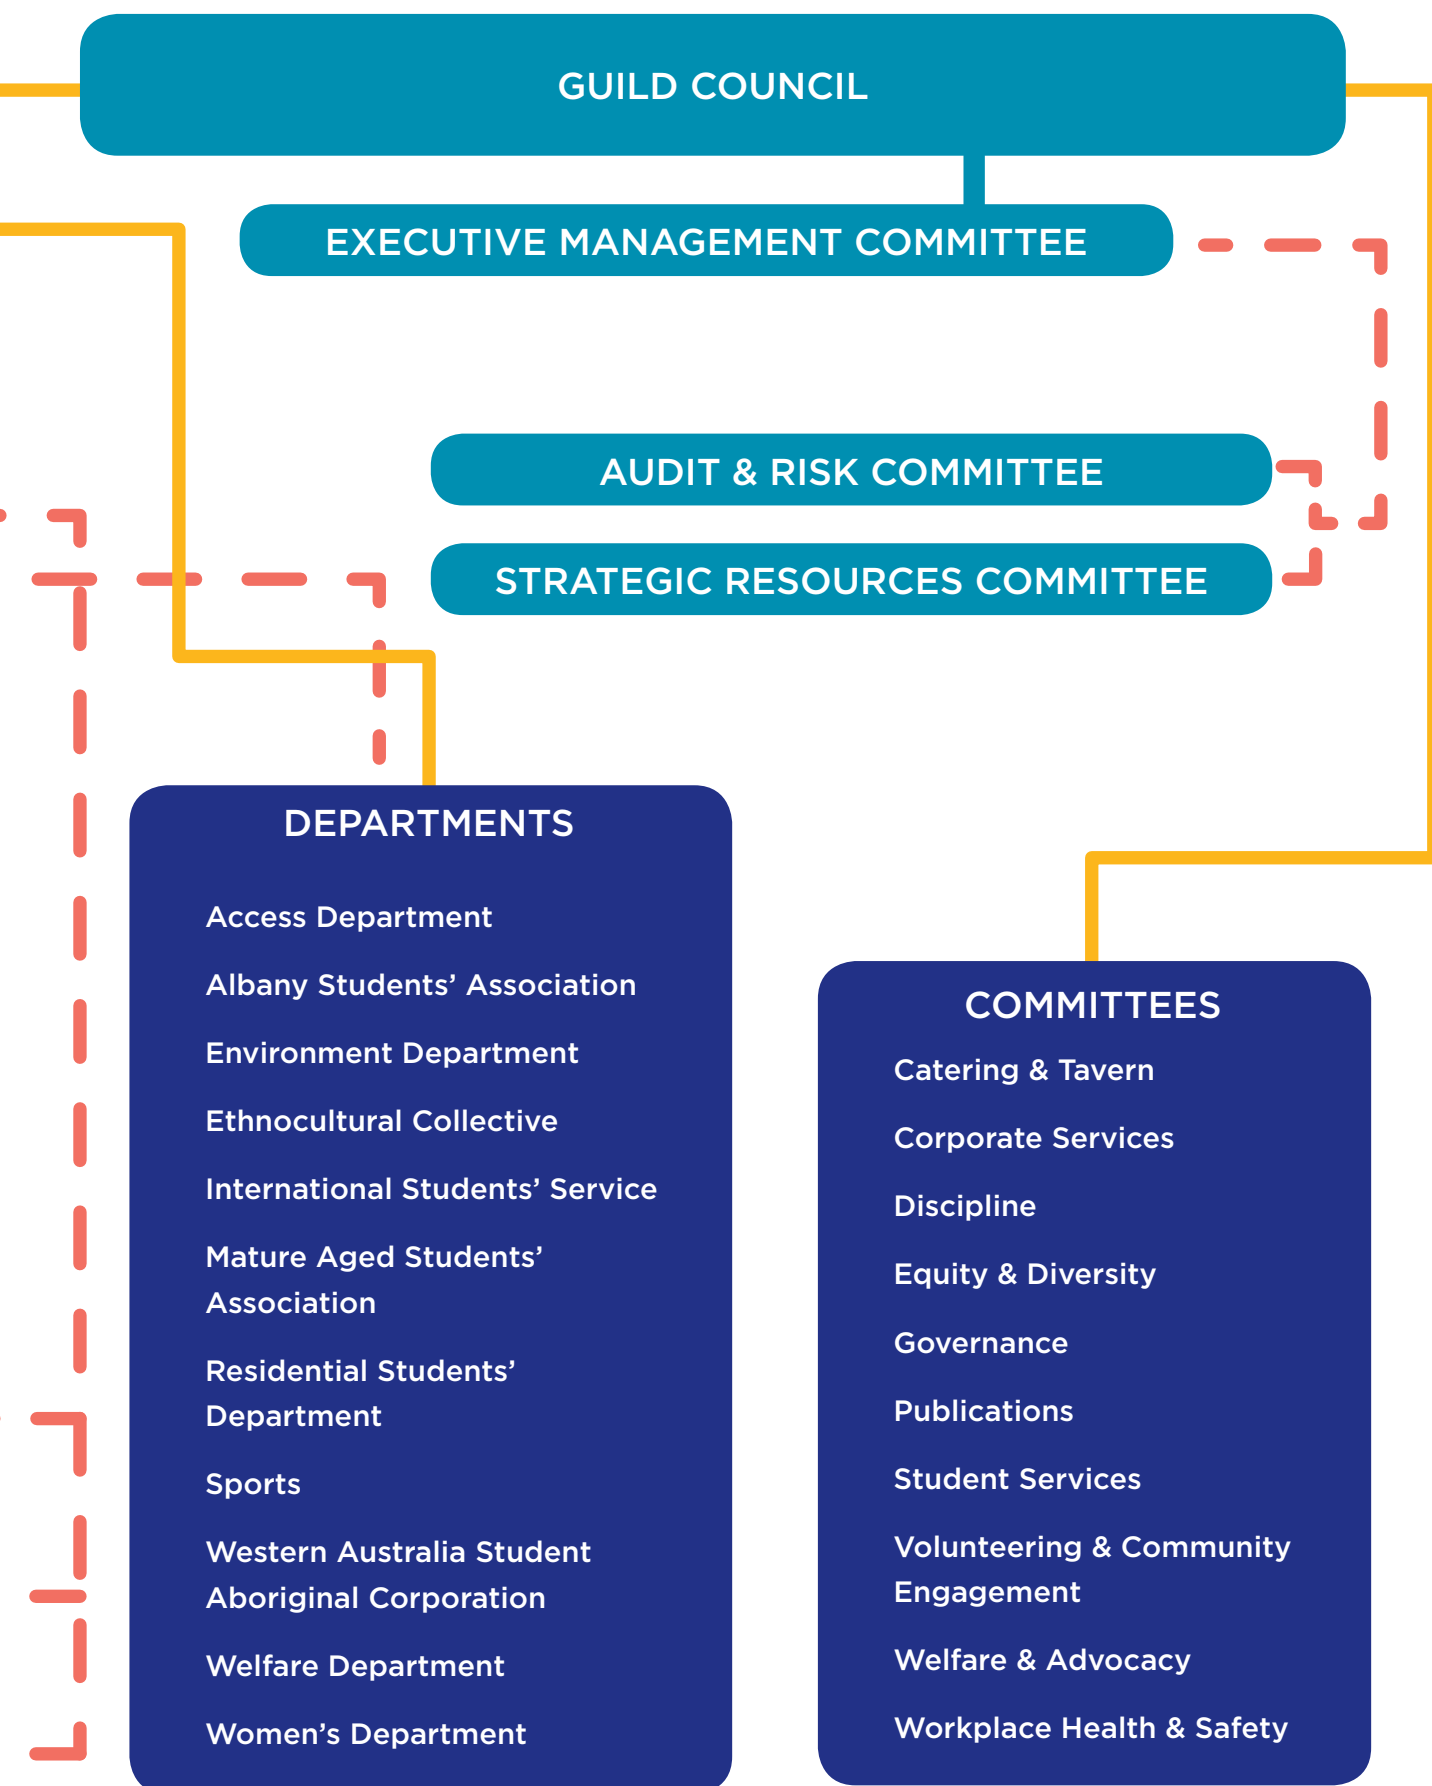 GUILD COUNCIL
EXECUTIVE MANAGEMENT COMMITTEE
AUDIT & RISK COMMITTEE
STRATEGIC RESOURCES COMMITTEE
DEPARTMENTS
Access Department
Albany Students’ Association
Environment Department
Ethnocultural Collective
International Students’ Service
Mature Aged Students’
Association
Residential Students’
Department
Sports
Western Australia Student
Aboriginal Corporation
Welfare Department
Women’s Department
COMMITTEES
Catering & Tavern
Corporate Services
Discipline
Equity & Diversity
Governance
Publications
Student Services
Volunteering & Community
Engagement
Welfare & Advocacy
Workplace Health & Safety